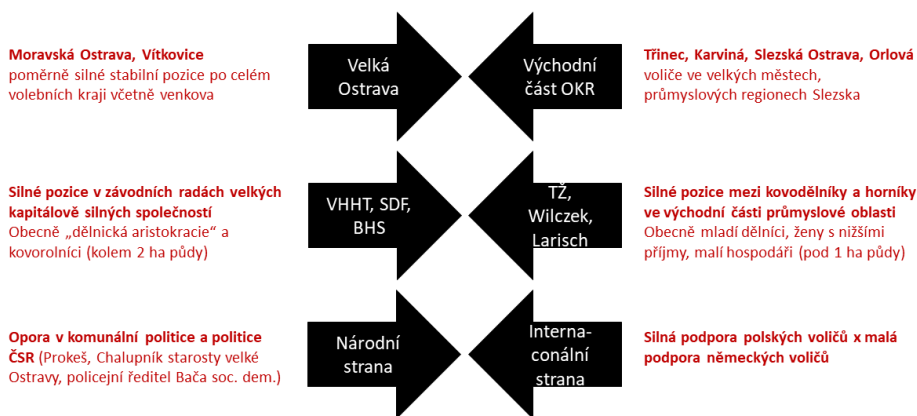 Moravská Ostrava, Vítkovice
poměrně silné stabilní pozice po celém
volebních kraji včetně venkova
Velká
Ostrava
Východní
část OKR
Třinec, Karviná, Slezská Ostrava, Orlová
voliče ve velkých městech,
průmyslových regionech Slezska
Silné pozice v závodních radách velkých
kapitálově silných společností
Obecně „dělnická aristokracie“ a
kovorolníci (kolem 2 ha půdy)
VHHT, SDF,
BHS
TŽ,
Wilczek,
Larisch
Silné pozice mezi kovodělníky a horníky
ve východní části průmyslové oblasti
Obecně mladí dělníci, ženy s nižšími
příjmy, malí hospodáři (pod 1 ha půdy)
Opora v komunální politice a politice
ČSR (Prokeš, Chalupník starosty velké
Ostravy, policejní ředitel Bača soc. dem.)
Národní
strana
Interna-
conální
strana
Silná podpora polských voličů x malá
podpora německých voličů